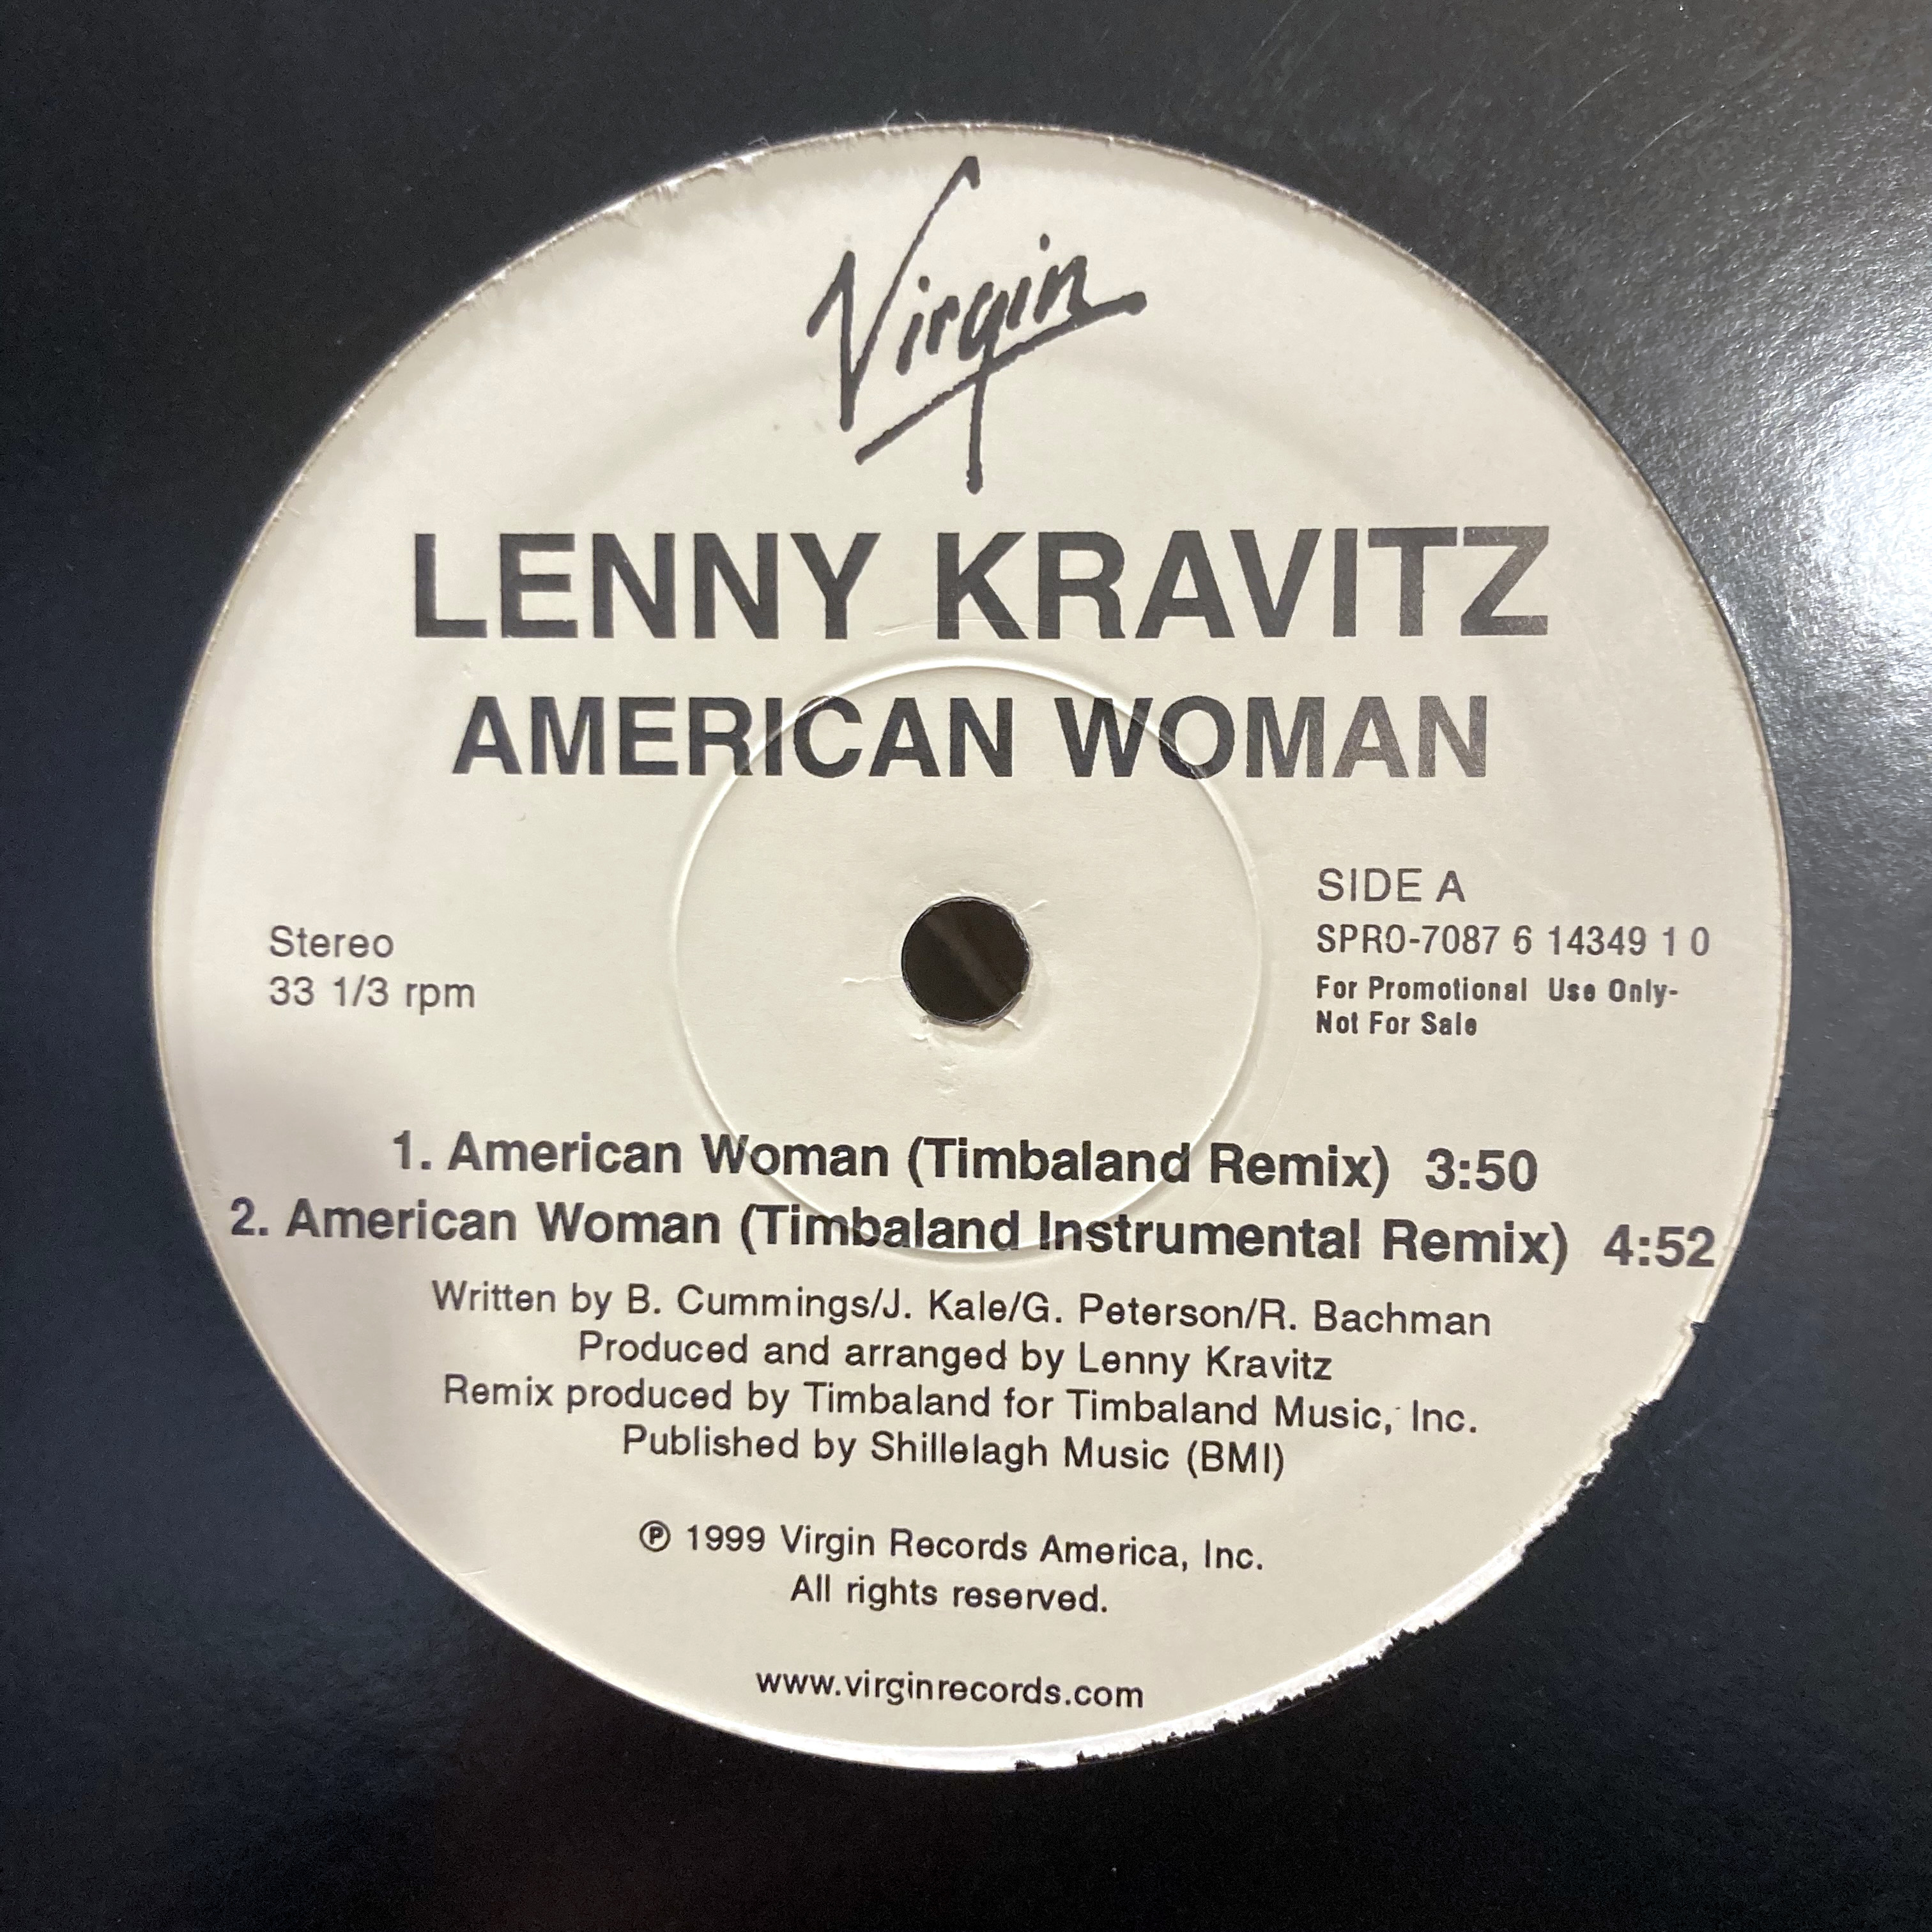 Virgin
LENNY KRAVITZ
AMERICAN WOMAN
Stereo
33 1/3 rpm
SIDE A
SPRO-7087 6 14349 1 0
For Promotional Use Only-
Not For Sale
1. American Woman (Timbaland Remix) 3:50
2. American Woman (Timbaland Instrumental Remix) 4:52
Written by B. Cummings/J. Kale/G. Peterson/R. Bachman
Produced and arranged by Lenny Kravitz
Remix produced by Timbaland for Timbaland Music, Inc.
Published by Shillelagh Music (BMI)
℗ 1999 Virgin Records America, Inc.
All rights reserved.
www.virginrecords.com